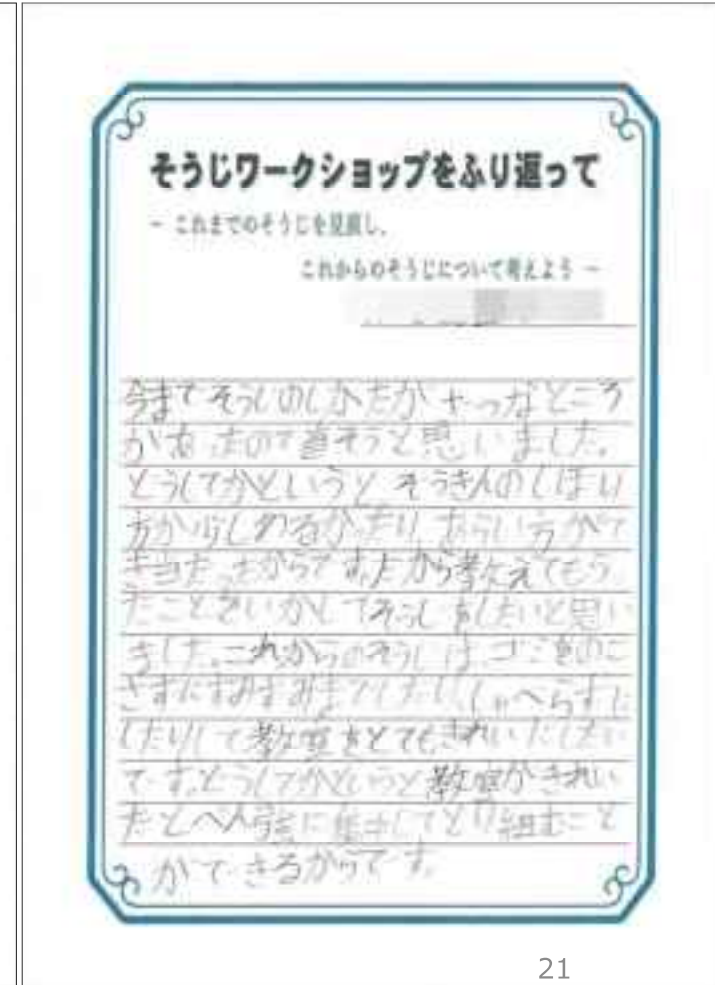 そうじワークショップをふり返って
～ これまでのそうじを見直し、
これからのそうじについて考えよう ～
今までそうじのしかたが なところ
があったので直そうと思いました。
どうしてかというと、ぞうきんのしぼり
方が少しゆるかったり、あらい方がて
きとうだったからです。だから教えてもらっ
たことをいかしてそうじをしたいと思い
ました。これからのそうじは、ゴミをのこ
さずにすみずみまでしたり、しゃべらずに
したりして教室をとてもきれいにしたい
です。どうしてかというと教室がきれい
だとべん強に集中してとり組むこと
ができるからです。
21